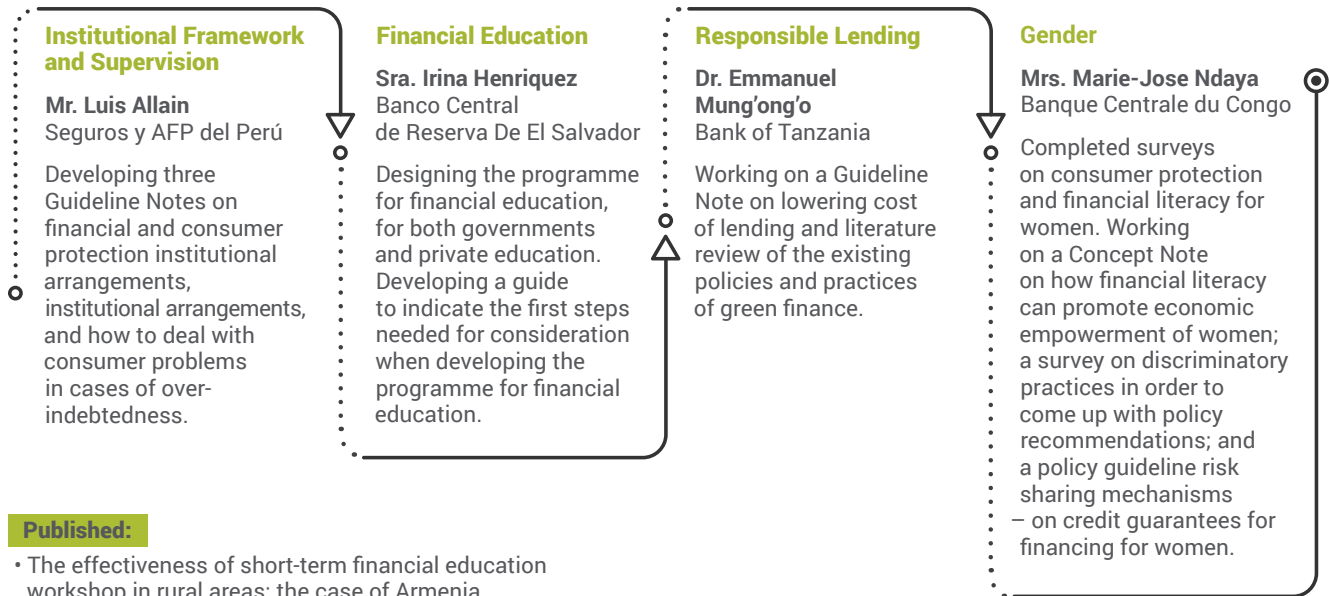 Institutional Framework
and Supervision
Mr. Luis Allain
Seguros y AFP del Perú
Developing three
Guideline Notes on
financial and consumer
protection institutional
arrangements,
institutional arrangements,
and how to deal with
consumer problems
in cases of over-
indebtedness.
Financial Education
Sra. Irina Henriquez
Banco Central
de Reserva De El Salvador
Designing the programme
for financial education,
for both governments
and private education.
Developing a guide
to indicate the first steps
needed for consideration
when developing the
programme for financial
education.
Responsible Lending
Dr. Emmanuel
Mung'ong'o
Bank of Tanzania
Working on a Guideline
Note on lowering cost
of lending and literature
review of the existing
policies and practices
of green finance.
Gender
Mrs. Marie-Jose Ndaya
Banque Centrale du Congo
Completed surveys
on consumer protection
and financial literacy for
women. Working
on a Concept Note
on how financial literacy
can promote economic
empowerment of women;
a survey on discriminatory
practices in order to
come up with policy
recommendations; and
a policy guideline risk
sharing mechanisms
– on credit guarantees for
financing for women.
Published:
• The effectiveness of short-term financial education
workshop in rural areas: the case of Armenia